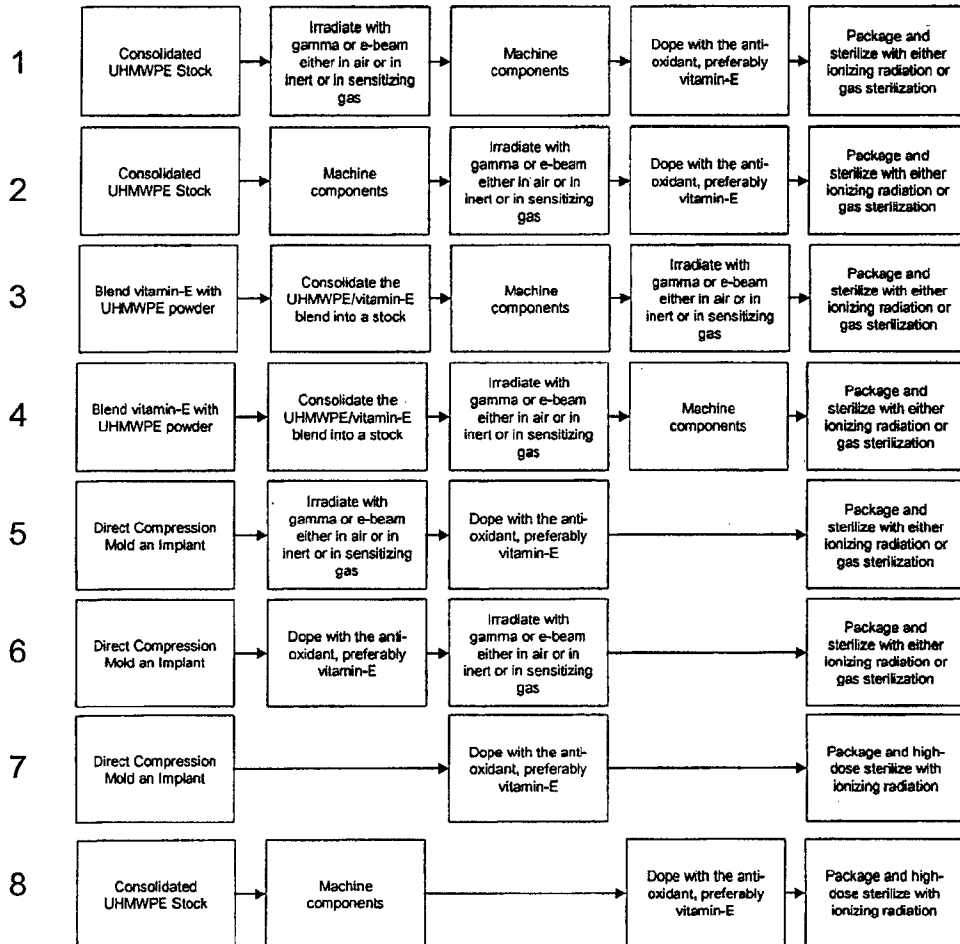 1
Consolidated
UHMWPE Stock
Irradiate with
gamma or e-beam
either in air or in
inert or in sensitizing
gas
Machine
components
Dope with the anti-
oxidant, preferably
vitamin-E
Package and
sterilize with either
ionizing radiation or
gas sterilization
2
Consolidated
UHMWPE Stock
Machine
components
Irradiate with
gamma or e-beam
either in air or in
inert or in sensitizing
gas
Dope with the anti-
oxidant, preferably
vitamin-E
Package and
sterilize with either
ionizing radiation or
gas sterilization
3
Blend vitamin-E with
UHMWPE powder
Consolidate the
UHMWPE/vitamin-E
blend into a stock
Machine
components
Irradiate with
gamma or e-beam
either in air or in
inert or in sensitizing
gas
Package and
sterilize with either
ionizing radiation or
gas sterilization
4
Blend vitamin-E with
UHMWPE powder
Consolidate the
UHMWPE/vitamin-E
blend into a stock
Irradiate with
gamma or e-beam
either in air or in
inert or in sensitizing
gas
Machine
components
Package and
sterilize with either
ionizing radiation or
gas sterilization
5
Direct Compression
Mold an Implant
Irradiate with
gamma or e-beam
either in air or in
inert or in sensitizing
gas
Dope with the anti-
oxidant, preferably
vitamin-E
Package and
sterilize with either
ionizing radiation or
gas sterilization
6
Direct Compression
Mold an Implant
Dope with the anti-
oxidant, preferably
vitamin-E
Irradiate with
gamma or e-beam
either in air or in
inert or in sensitizing
gas
Package and
sterilize with either
ionizing radiation or
gas sterilization
7
Direct Compression
Mold an Implant
Dope with the anti-
oxidant, preferably
vitamin-E
Package and high-
dose sterilize with
ionizing radiation
8
Consolidated
UHMWPE Stock
Machine
components
Dope with the anti-
oxidant, preferably
vitamin-E
Package and high-
dose sterilize with
ionizing radiation